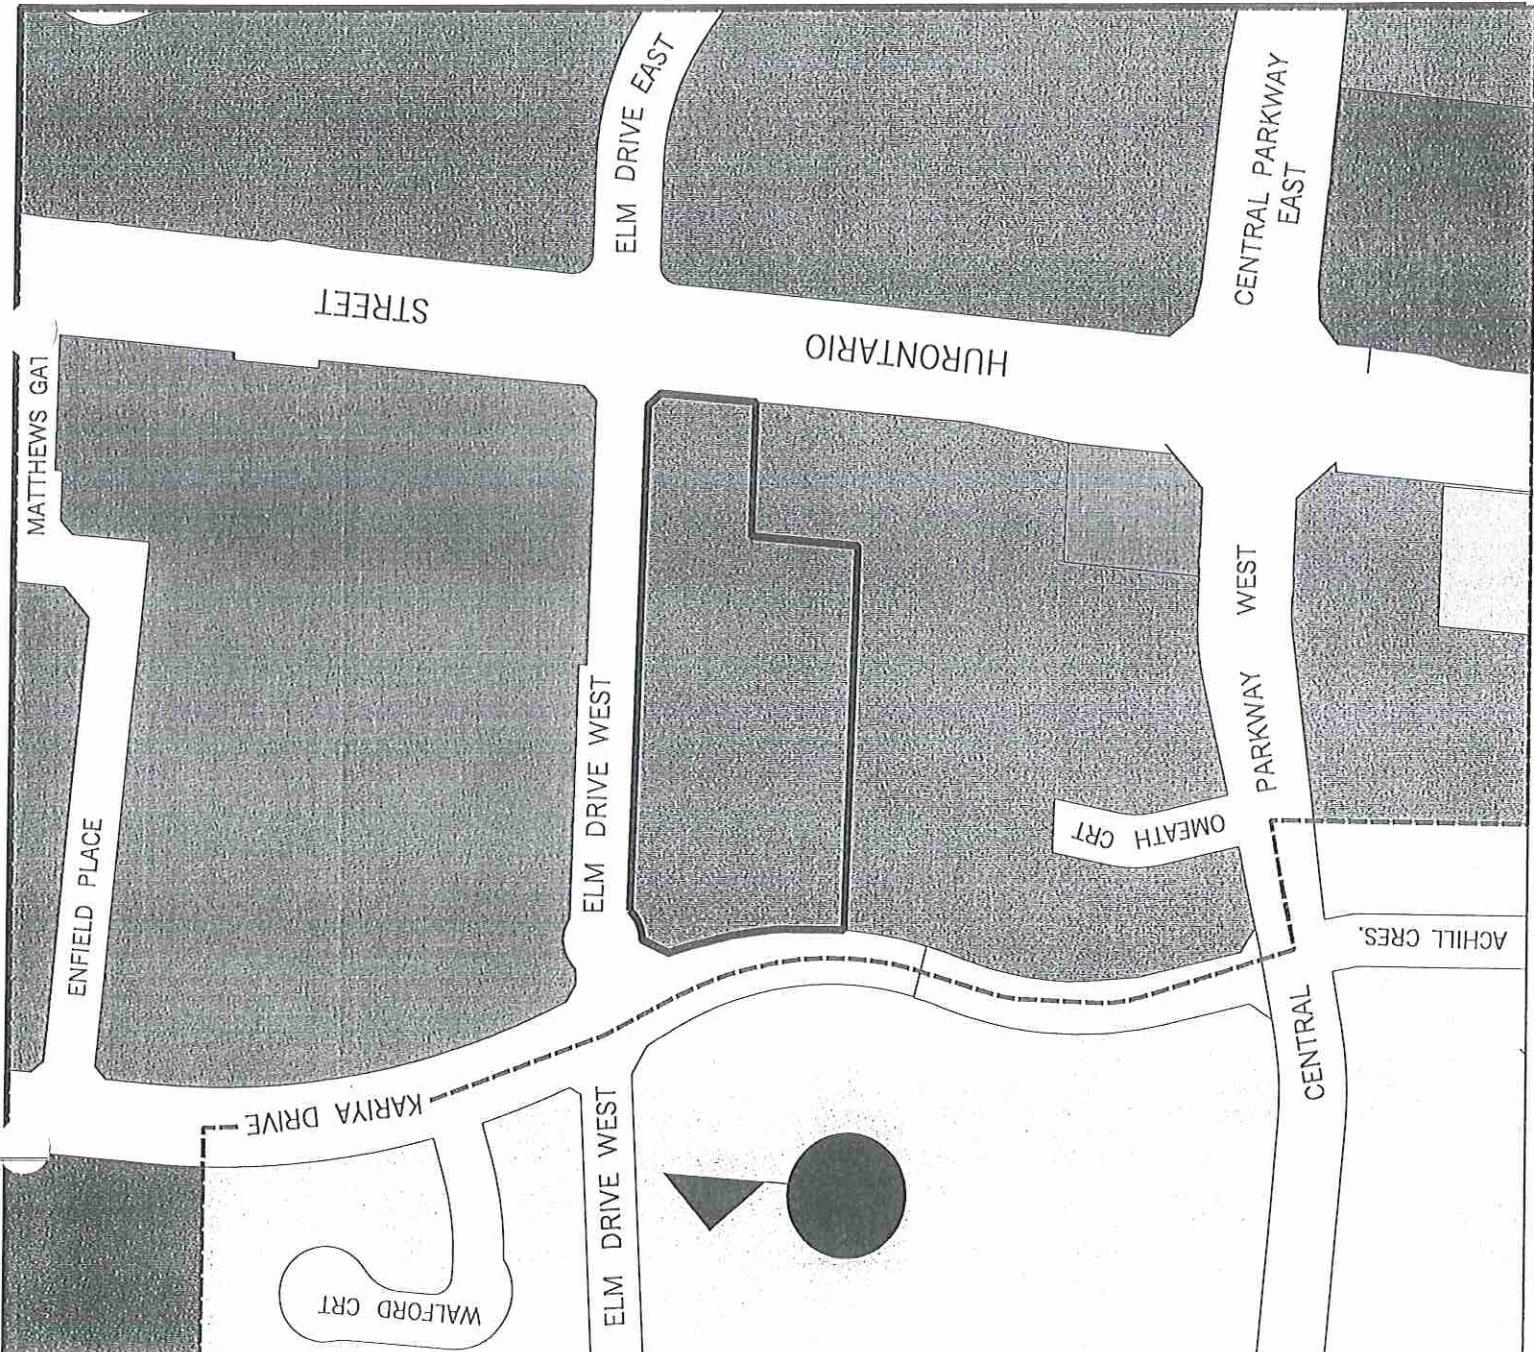 ELM DRIVE EAST
CENTRAL PARKWAY
EAST
HURONTARIO
STREET
MATTHEWS GAT
ELM DRIVE WEST
ENFIELD PLACE
CENTRAL PARKWAY WEST
OMEATH CRT
ACHILL CRES.
KARIYA DRIVE
ELM DRIVE WEST
WALFORD CRT